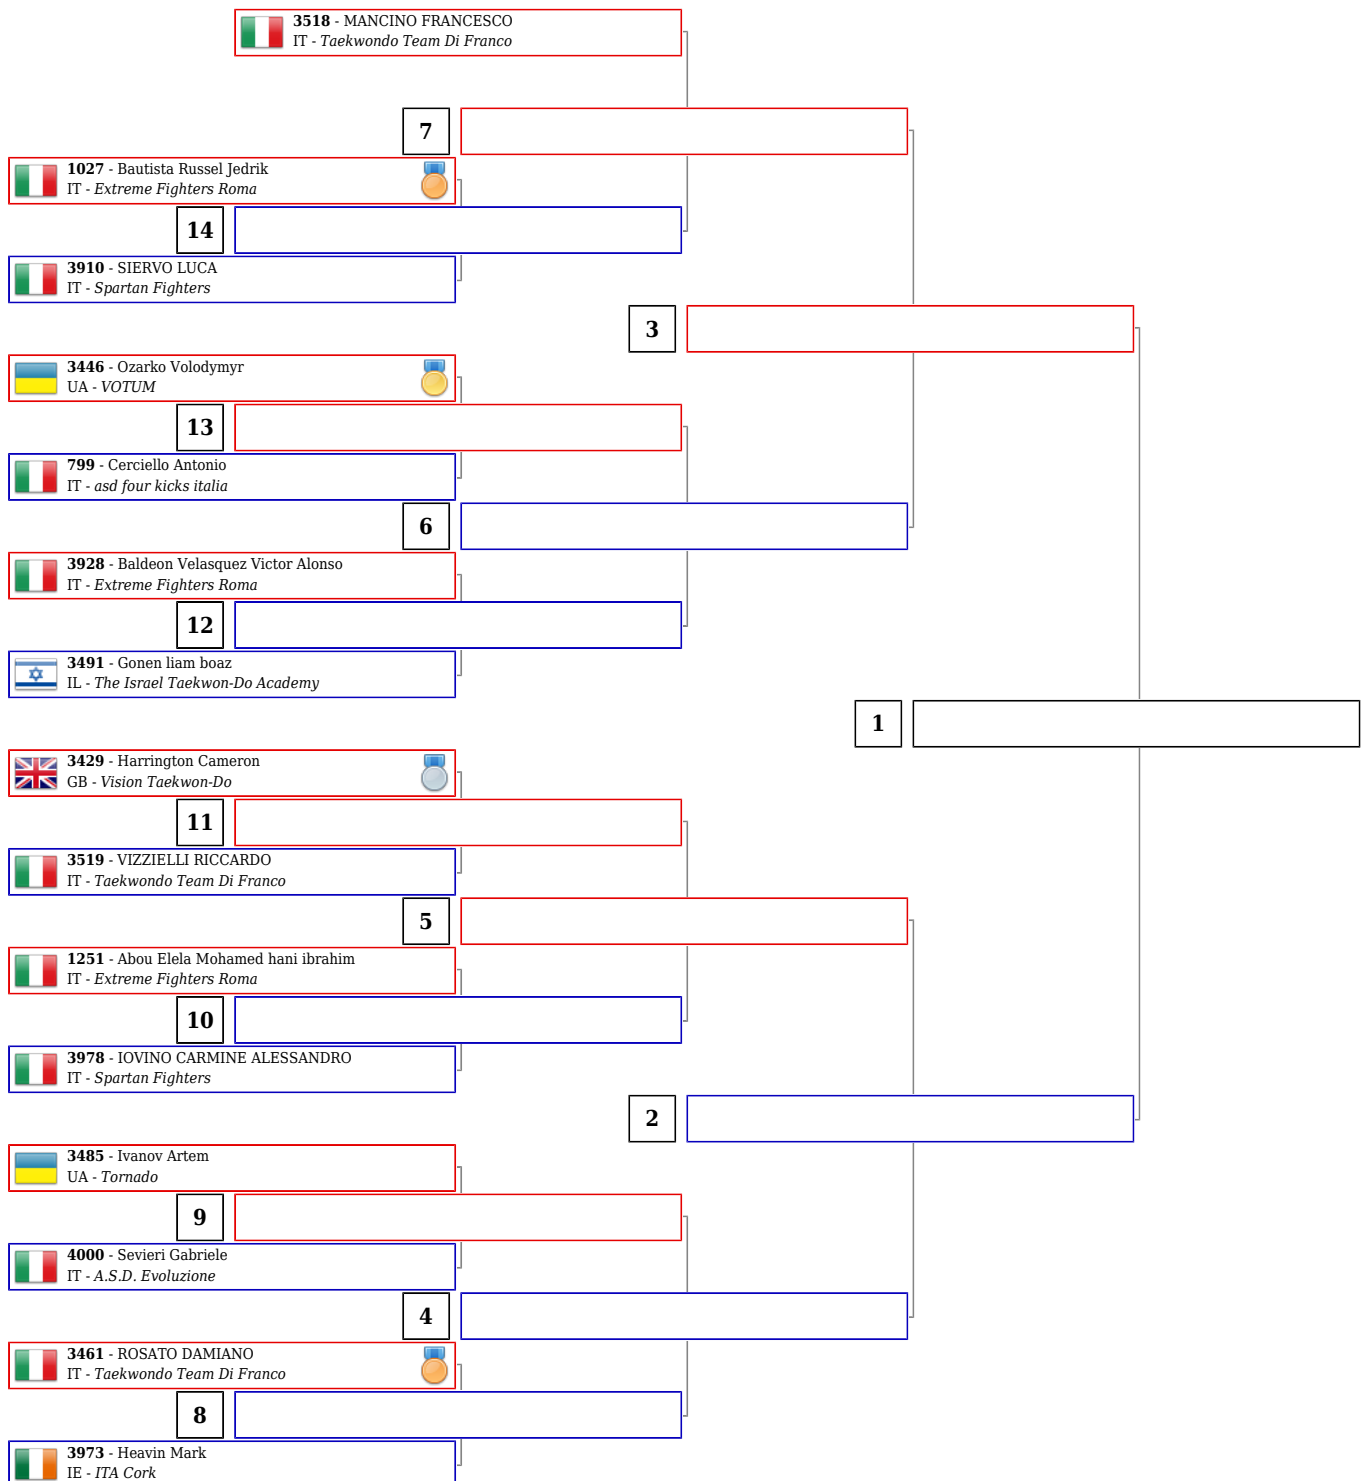 3518 - MANCINO FRANCESCO
IT - Taekwondo Team Di Franco
7
1027 - Bautista Russel Jedrik
IT - Extreme Fighters Roma
14
3910 - SIERVO LUCA
IT - Spartan Fighters
3
3446 - Ozarko Volodymyr
UA - VOTUM
13
799 - Cerciello Antonio
IT - asd four kicks italia
6
3928 - Baldeon Velasquez Victor Alonso
IT - Extreme Fighters Roma
12
3491 - Gonen liam boaz
IL - The Israel Taekwon-Do Academy
1
3429 - Harrington Cameron
GB - Vision Taekwon-Do
11
3519 - VIZZIELLI RICCARDO
IT - Taekwondo Team Di Franco
5
1251 - Abou Elela Mohamed hani ibrahim
IT - Extreme Fighters Roma
10
3978 - IOVINO CARMINE ALESSANDRO
IT - Spartan Fighters
2
3485 - Ivanov Artem
UA - Tornado
9
4000 - Sevieri Gabriele
IT - A.S.D. Evoluzione
4
3461 - ROSATO DAMIANO
IT - Taekwondo Team Di Franco
8
3973 - Heavin Mark
IE - ITA Cork